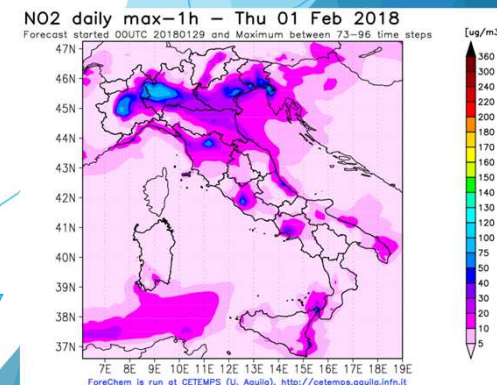 NO2 daily max-1h - Thu 01 Feb 2018
Forecast started 00UTC 20180129 and Maximum between 73-96 time steps
[ug/m3
47N
46N
45N
44N
43N
42N
41N
40N
39N
38N
37N
7E 8E 9E 10E 11E 12E 13E 14E 15E 16E 17E 18E 19E
360
300
240
220
200
180
170
160
150
140
130
120
100
75
50
40
30
20
10
5
ForeChem is run at CETEMPS (U. Aquila), http://cetemps.aquila.infn.it